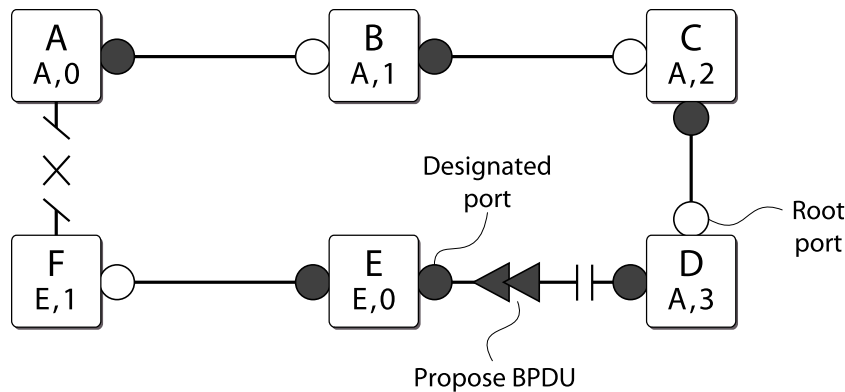 A
A,0
B
A,1
C
A,2
Designated
port
Root
port
F
E,1
E
E,0
D
A,3
Propose BPDU